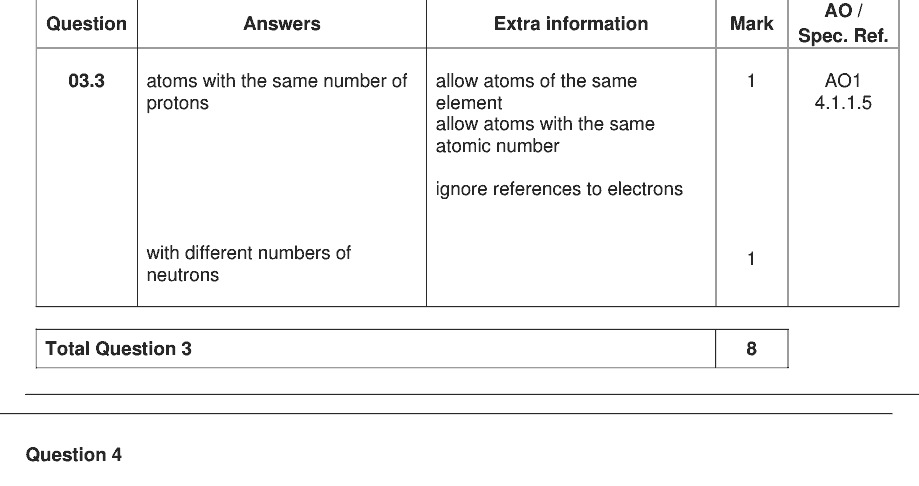 Question Answers Extra information Mark AO / Spec. Ref.
03.3 atoms with the same number of protons
allow atoms of the same element
allow atoms with the same atomic number
ignore references to electrons
1
AO1
4.1.1.5
with different numbers of neutrons
1
Total Question 3 8
Question 4